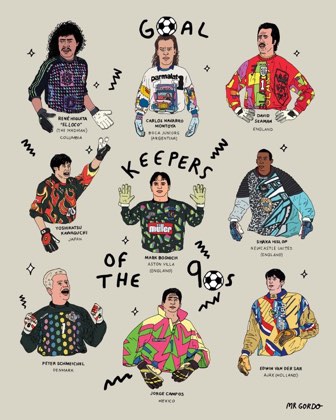 GOAL
parmalat
RENÉ HIGUITA
"EL LOCO"
(THE MADMAN)
COLOMBIA
CARLOS NAVARRO
MONTOYA
BOCA JUNIORS
(ARGENTINA)
DAVID
SEAMAN
ENGLAND
KEEPERS
YOSHIKATSU
KAWAGUCHI
JAPAN
müller
MARK BOSNICH
ASTON VILLA
(ENGLAND)
SHAKA HISLOP
NEWCASTLE UNITED
(ENGLAND)
OF THE 90s
PETER SCHMEICHEL
DENMARK
JORGE CAMPOS
MEXICO
EDWIN VAN DER SAR
AJAX (HOLLAND)
MR GORDO